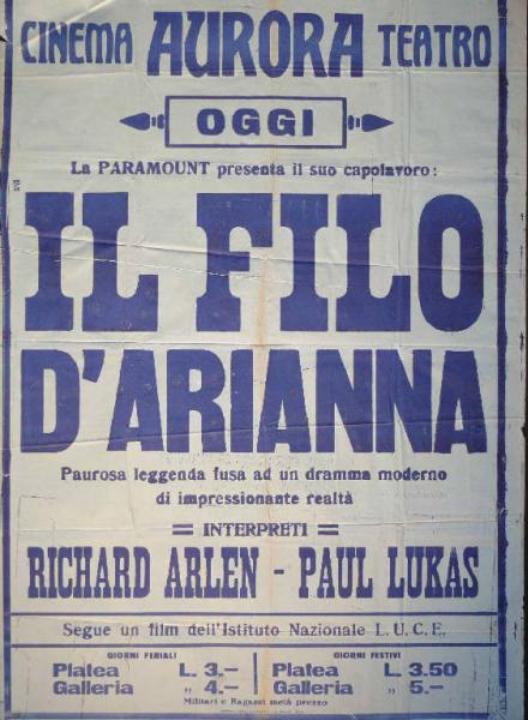 CINEMA AURORA TEATRO
OGGI
La PARAMOUNT presenta il suo capolavoro:
IL FILO
D'ARIANNA
Paurosa leggenda fusa ad un dramma moderno
di impressionante realtà
= INTERPRETI =
RICHARD ARLEN - PAUL LUKAS
Segue un film dell'Istituto Nazionale L. U. C. E.
GIORNI FERIALI
Platea L. 3.–
Galleria „ 4.–
GIORNI FESTIVI
Platea L. 3.50
Galleria „ 5.–
Militari e Ragazzi metà prezzo